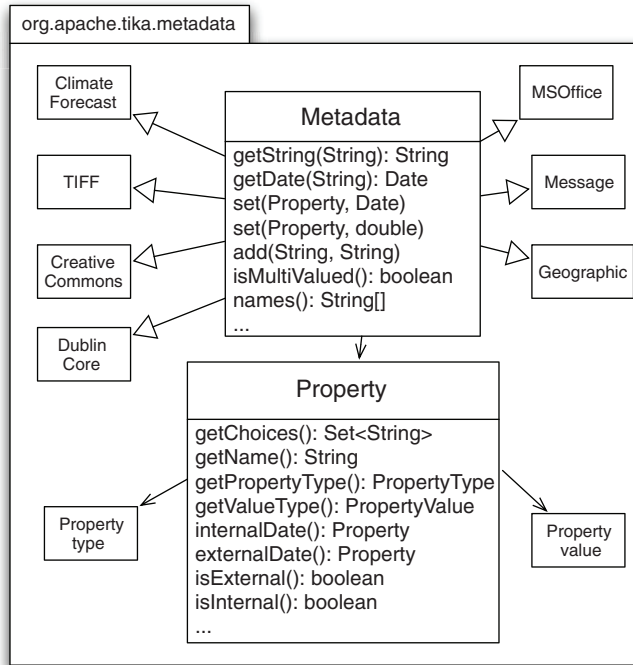 org.apache.tika.metadata
Climate
Forecast
TIFF
Creative
Commons
Dublin
Core
Metadata
getString(String): String
getDate(String): Date
set(Property, Date)
set(Property, double)
add(String, String)
isMultiValued(): boolean
names(): String[]
...
MSOffice
Message
Geographic
Property
getChoices(): Set<String>
getName(): String
getPropertyType(): PropertyType
getValueType(): PropertyValue
internalDate(): Property
externalDate(): Property
isExternal(): boolean
isInternal(): boolean
...
Property
type
Property
value